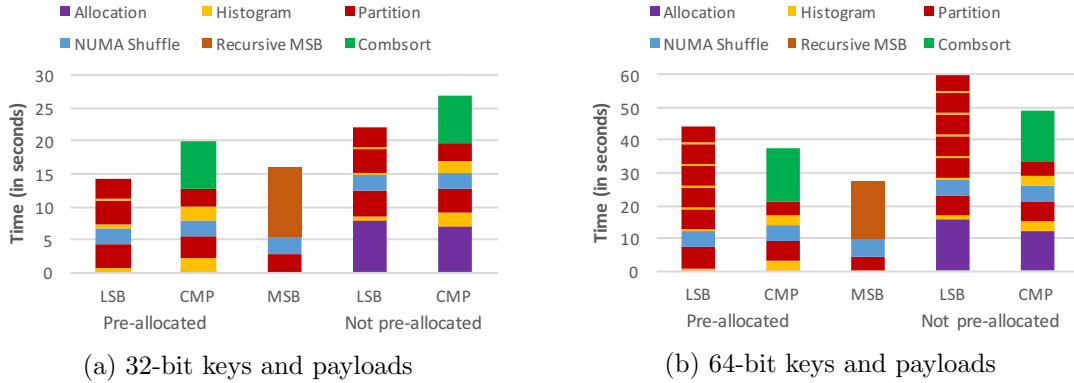 Allocation Histogram Partition
NUMA Shuffle Recursive MSB Combsort
Time (in seconds)
30
25
20
15
10
5
0
LSB CMP MSB LSB CMP
Pre-allocated Not pre-allocated
(a) 32-bit keys and payloads
Allocation Histogram Partition
NUMA Shuffle Recursive MSB Combsort
Time (in seconds)
60
50
40
30
20
10
0
LSB CMP MSB LSB CMP
Pre-allocated Not pre-allocated
(b) 64-bit keys and payloads